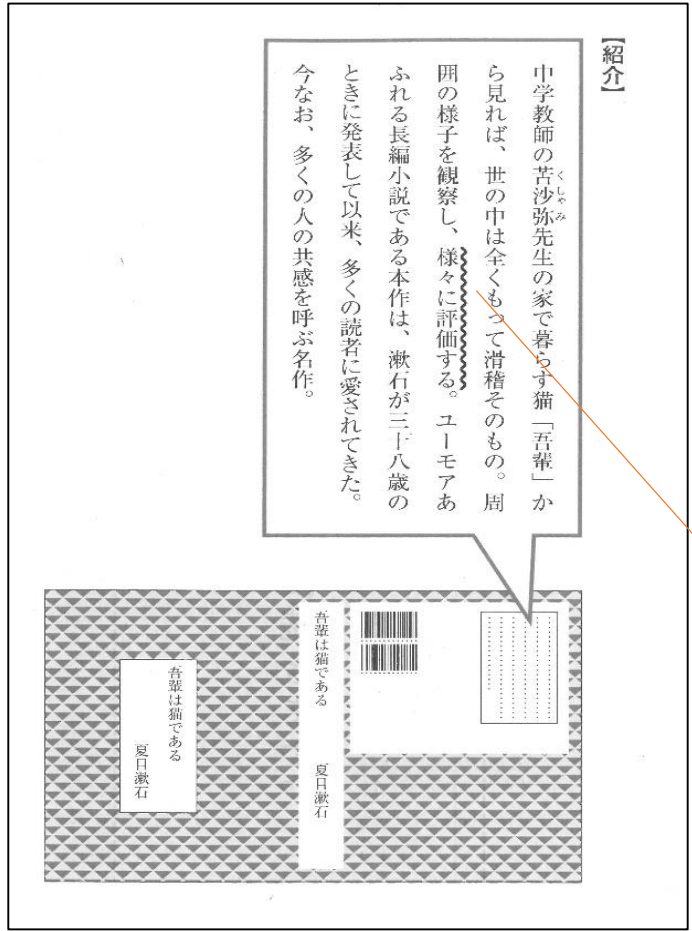 【紹介】
中学教師の苦沙弥先生の家で暮らす猫「吾輩」か
くしゃみ
ら見れば、世の中は全くもって滑稽そのもの。周
囲の様子を観察し、様々に評価する。ユーモアあ
ふれる長編小説である本作は、漱石が三十八歳の
ときに発表して以来、多くの読者に愛されてきた。
今なお、多くの人の共感を呼ぶ名作。
吾輩は猫である 夏目漱石
吾輩は猫である
夏目漱石